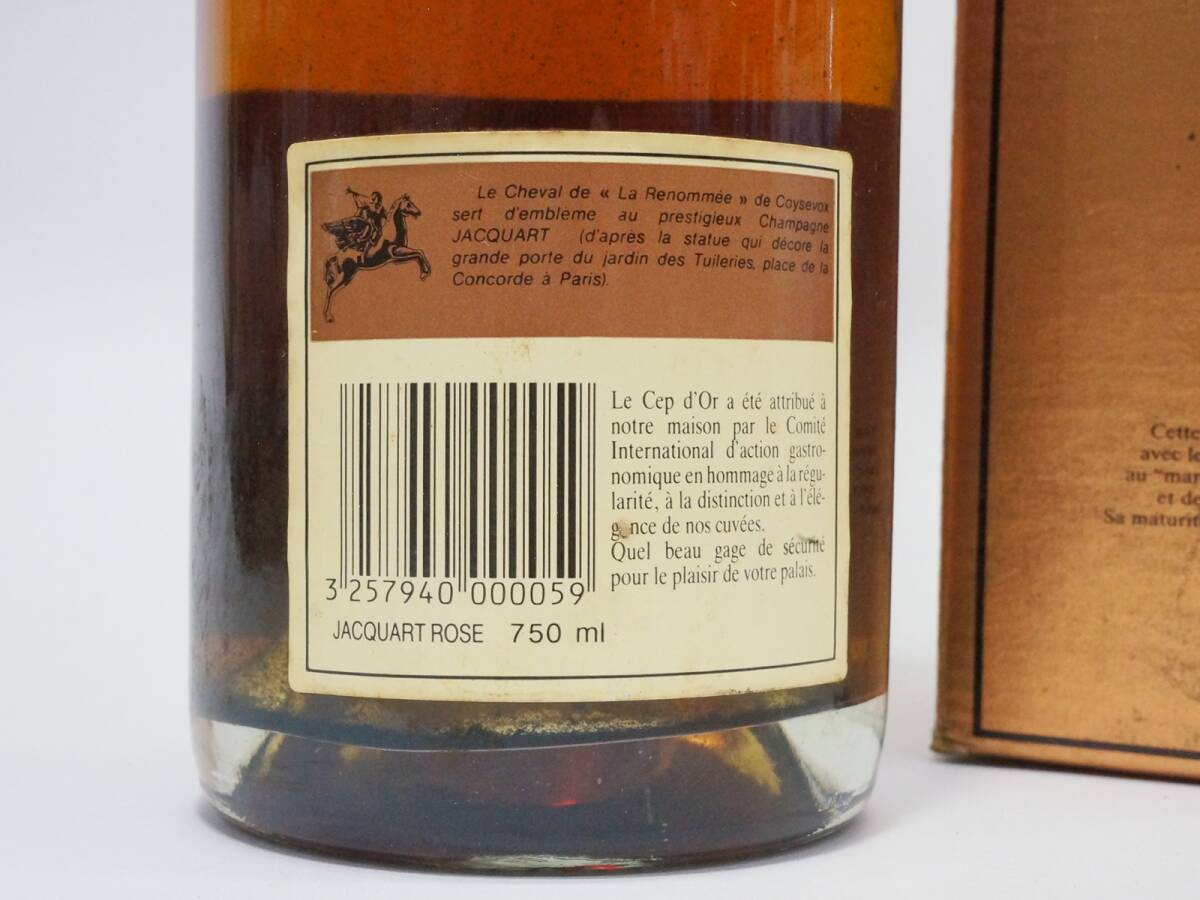 Le Cheval de « La Renommée » de Coysevox
sert d'emblème au prestigieux Champagne
JACQUART (d'après la statue qui décore la
grande porte du jardin des Tuileries, place de la
Concorde à Paris).
Le Cep d'Or a été attribué à
notre maison par le Comité
International d'action gastro-
nomique en hommage à la régu-
larité, à la distinction et à l'élé-
gance de nos cuvées.
Quel beau gage de sécurité
pour le plaisir de votre palais.
3 257940 000059
JACQUART ROSE 750 ml
Cette
avec le
au "mar
et de
Sa maturit